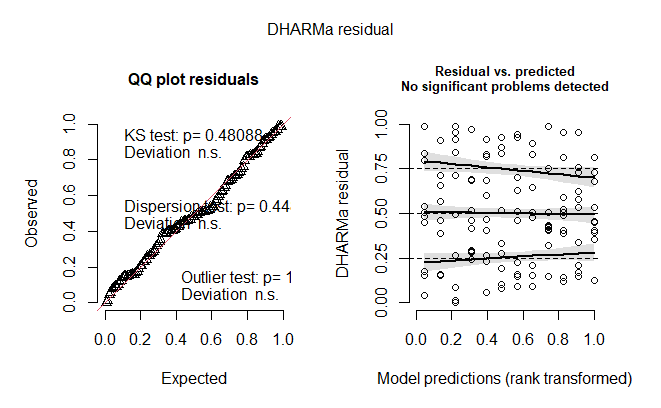 DHARMa residual
QQ plot residuals
KS test: p= 0.48088
Deviation n.s.
Dispersion test: p= 0.44
Deviation n.s.
Outlier test: p= 1
Deviation n.s.
Observed
0.0 0.2 0.4 0.6 0.8 1.0
0.0 0.2 0.4 0.6 0.8 1.0
Expected
Residual vs. predicted
No significant problems detected
DHARMa residual
0.00 0.25 0.50 0.75 1.00
0.0 0.2 0.4 0.6 0.8 1.0
Model predictions (rank transformed)